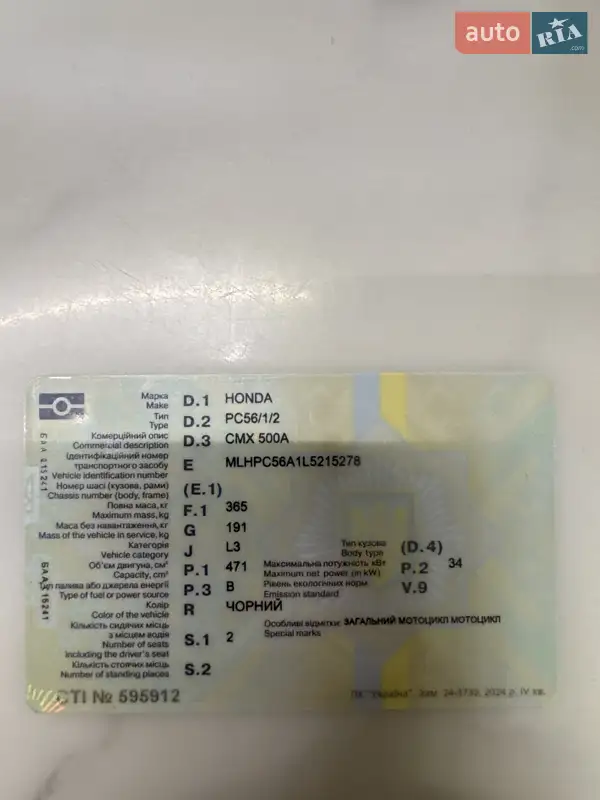 auto RIA .com
Марка
Make D.1 HONDA
Тип
Type D.2 PC56/1/2
Комерційний опис
Commercial description D.3 CMX 500A
Ідентифікаційний номер
транспортного засобу
Vehicle identification number E MLHPC56A1L5215278
Номер шасі (кузова, рами)
Chassis number (body, frame) (E.1)
Повна маса, кг
Maximum mass, kg F.1 365
Маса без навантаження, кг
Mass of the vehicle in service, kg G 191
Категорія
Vehicle category J L3
Тип кузова
Body type (D.4)
Об'єм двигуна, см³
Capacity, cm³ P.1 471
Максимальна потужність кВт
Maximum net power (in kW) P.2 34
Тип палива або джерела енергії
Type of fuel or power source P.3 B
Рівень екологічних норм
Emission standard V.9
Колір
Color of the vehicle R ЧОРНИЙ
Кількість сидячих місць
з місцем водія
Number of seats
including the driver's seat S.1 2
Особливі відмітки: ЗАГАЛЬНИЙ МОТОЦИКЛ МОТОЦИКЛ
Special marks
Кількість стоячих місць
Number of standing places S.2
СТІ № 595912
ПК "Україна". Зам. 2024 р. IV кв.